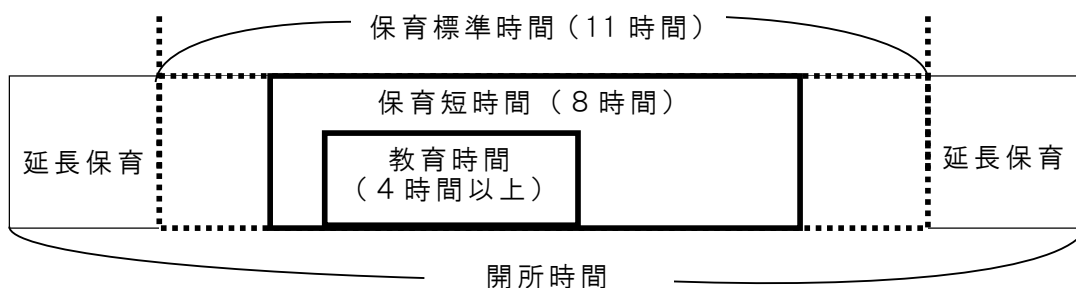 保育標準時間（11時間）
保育短時間（８時間）
延長保育
教育時間
（４時間以上）
延長保育
開所時間